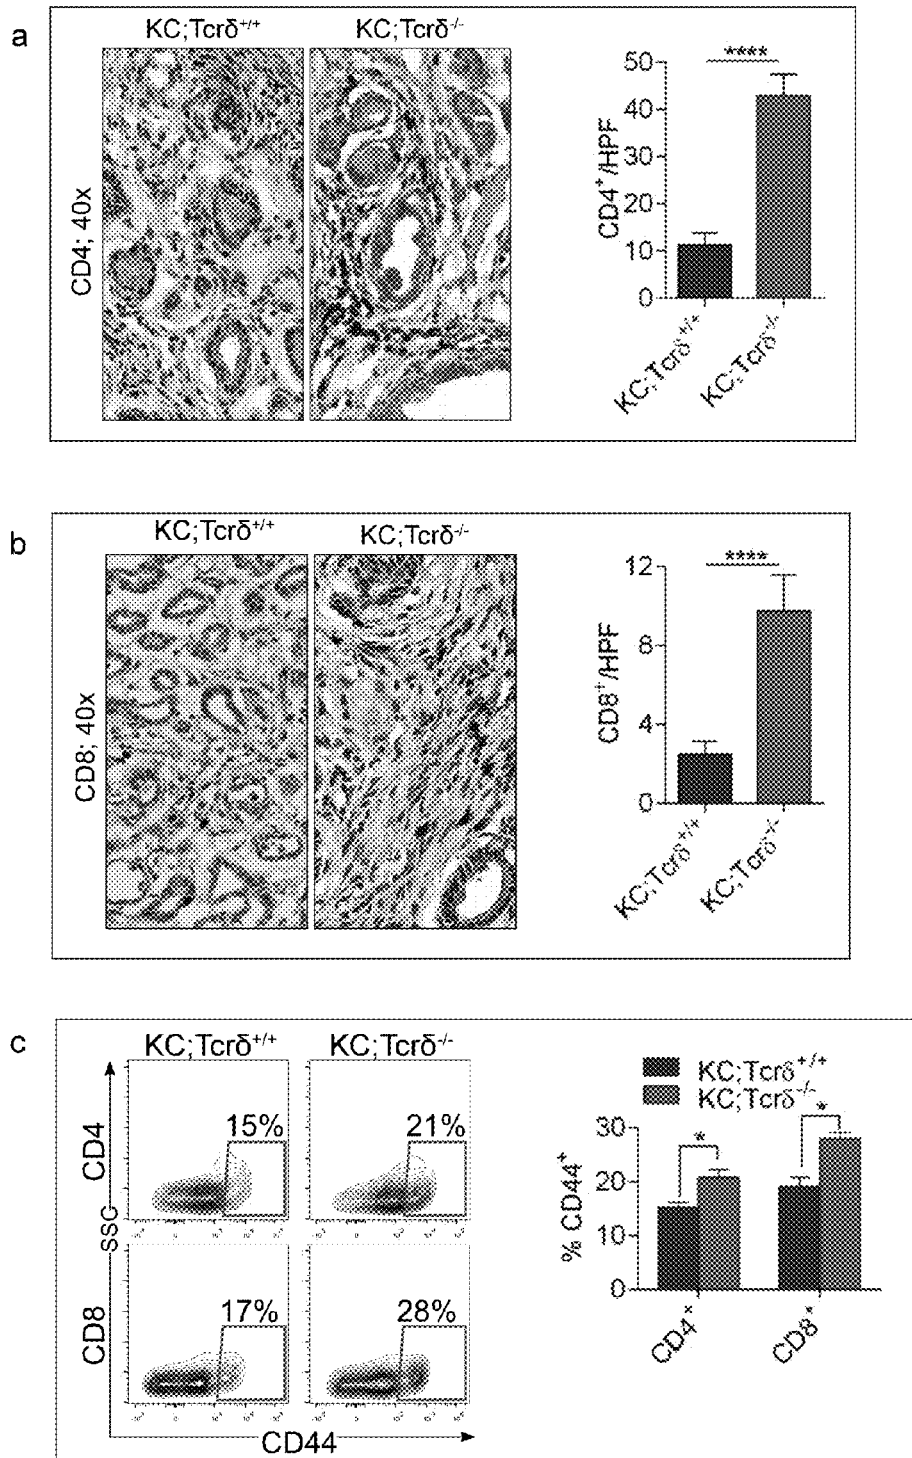 a
KC;Tcrδ+/+ KC;Tcrδ-/-
CD4; 40x
CD4+/HPF
50
40
30
20
10
0
****
KC;Tcrδ+/+
KC;Tcrδ-/-
b
KC;Tcrδ+/+ KC;Tcrδ-/-
CD8; 40x
CD8+/HPF
12
8
4
0
****
KC;Tcrδ+/+
KC;Tcrδ-/-
c
KC;Tcrδ+/+ KC;Tcrδ-/-
CD4
15% 21%
SSC
CD8
17% 28%
CD44
KC;Tcrδ+/+
KC;Tcrδ-/-
% CD44+
30
20
10
0
* *
CD4+ CD8+